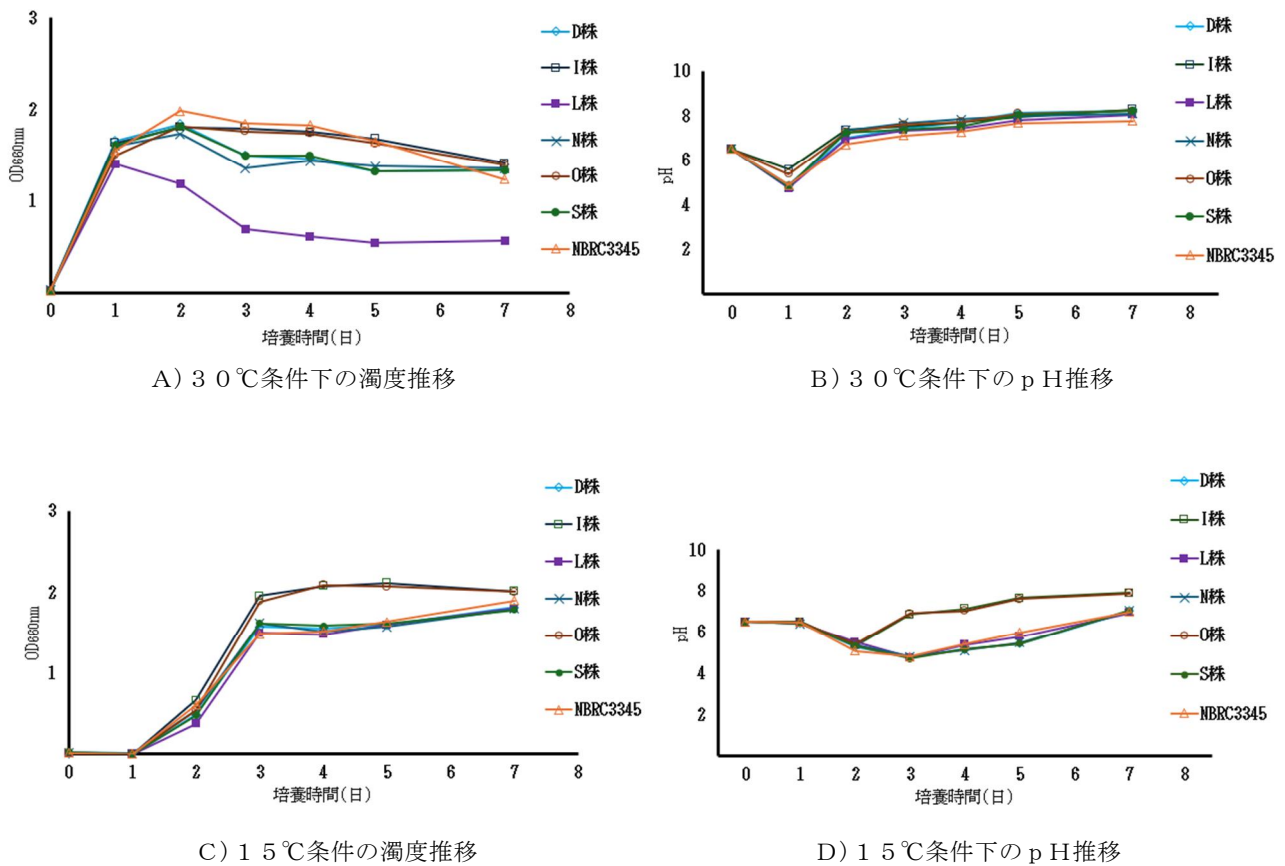 3
2
1
OD660nm
0
1
2
3
4
5
6
7
8
培養時間(日)
D株
I株
L株
N株
O株
S株
NBRC3345
A)３０℃条件下の濁度推移
10
8
6
4
2
pH
0
1
2
3
4
5
6
7
8
培養時間(日)
D株
I株
L株
N株
O株
S株
NBRC3345
B)３０℃条件下のｐH推移
3
2
1
OD660nm
0
1
2
3
4
5
6
7
8
培養時間(日)
D株
I株
L株
N株
O株
S株
NBRC3345
C)１５℃条件の濁度推移
10
8
6
4
2
pH
0
1
2
3
4
5
6
7
8
培養時間(日)
D株
I株
L株
N株
O株
S株
NBRC3345
D)１５℃条件下のｐH推移